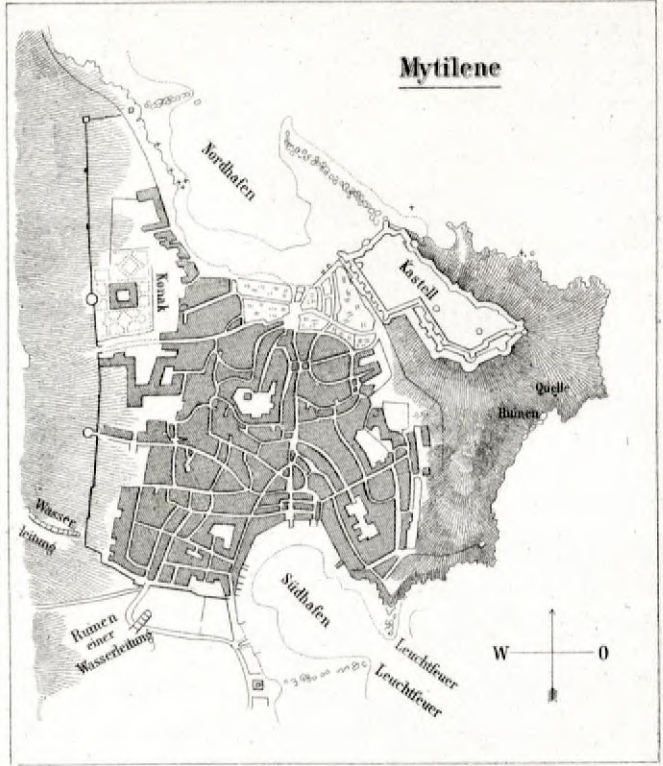 Mytilene
Nordhafen
Kastell
Konak
Quelle
Ruinen
Wasser
leitung
Südhafen
Ruinen
einer
Wasserleitung
Leuchtfeuer
Leuchtfeuer
W
O